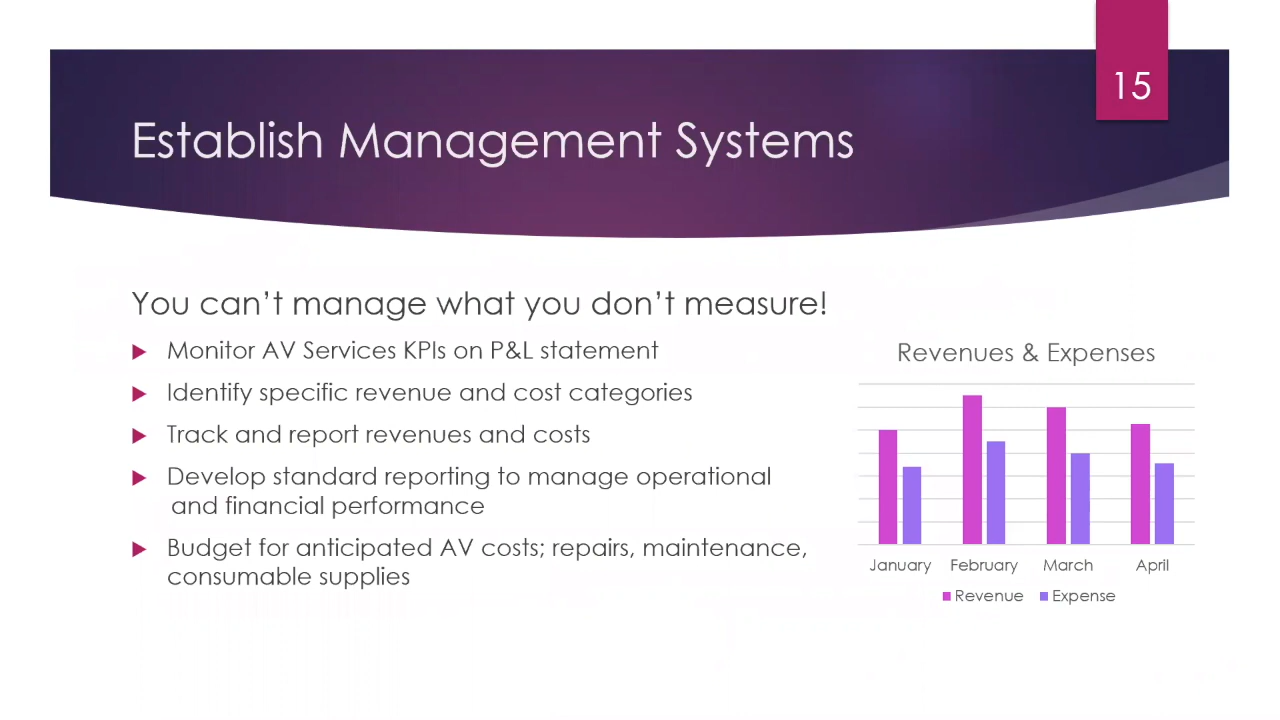 15
Establish Management Systems
You can’t manage what you don’t measure!
Monitor AV Services KPIs on P&L statement
Identify specific revenue and cost categories
Track and report revenues and costs
Develop standard reporting to manage operational
and financial performance
Budget for anticipated AV costs; repairs, maintenance,
consumable supplies
Revenues & Expenses
January February March April
Revenue Expense